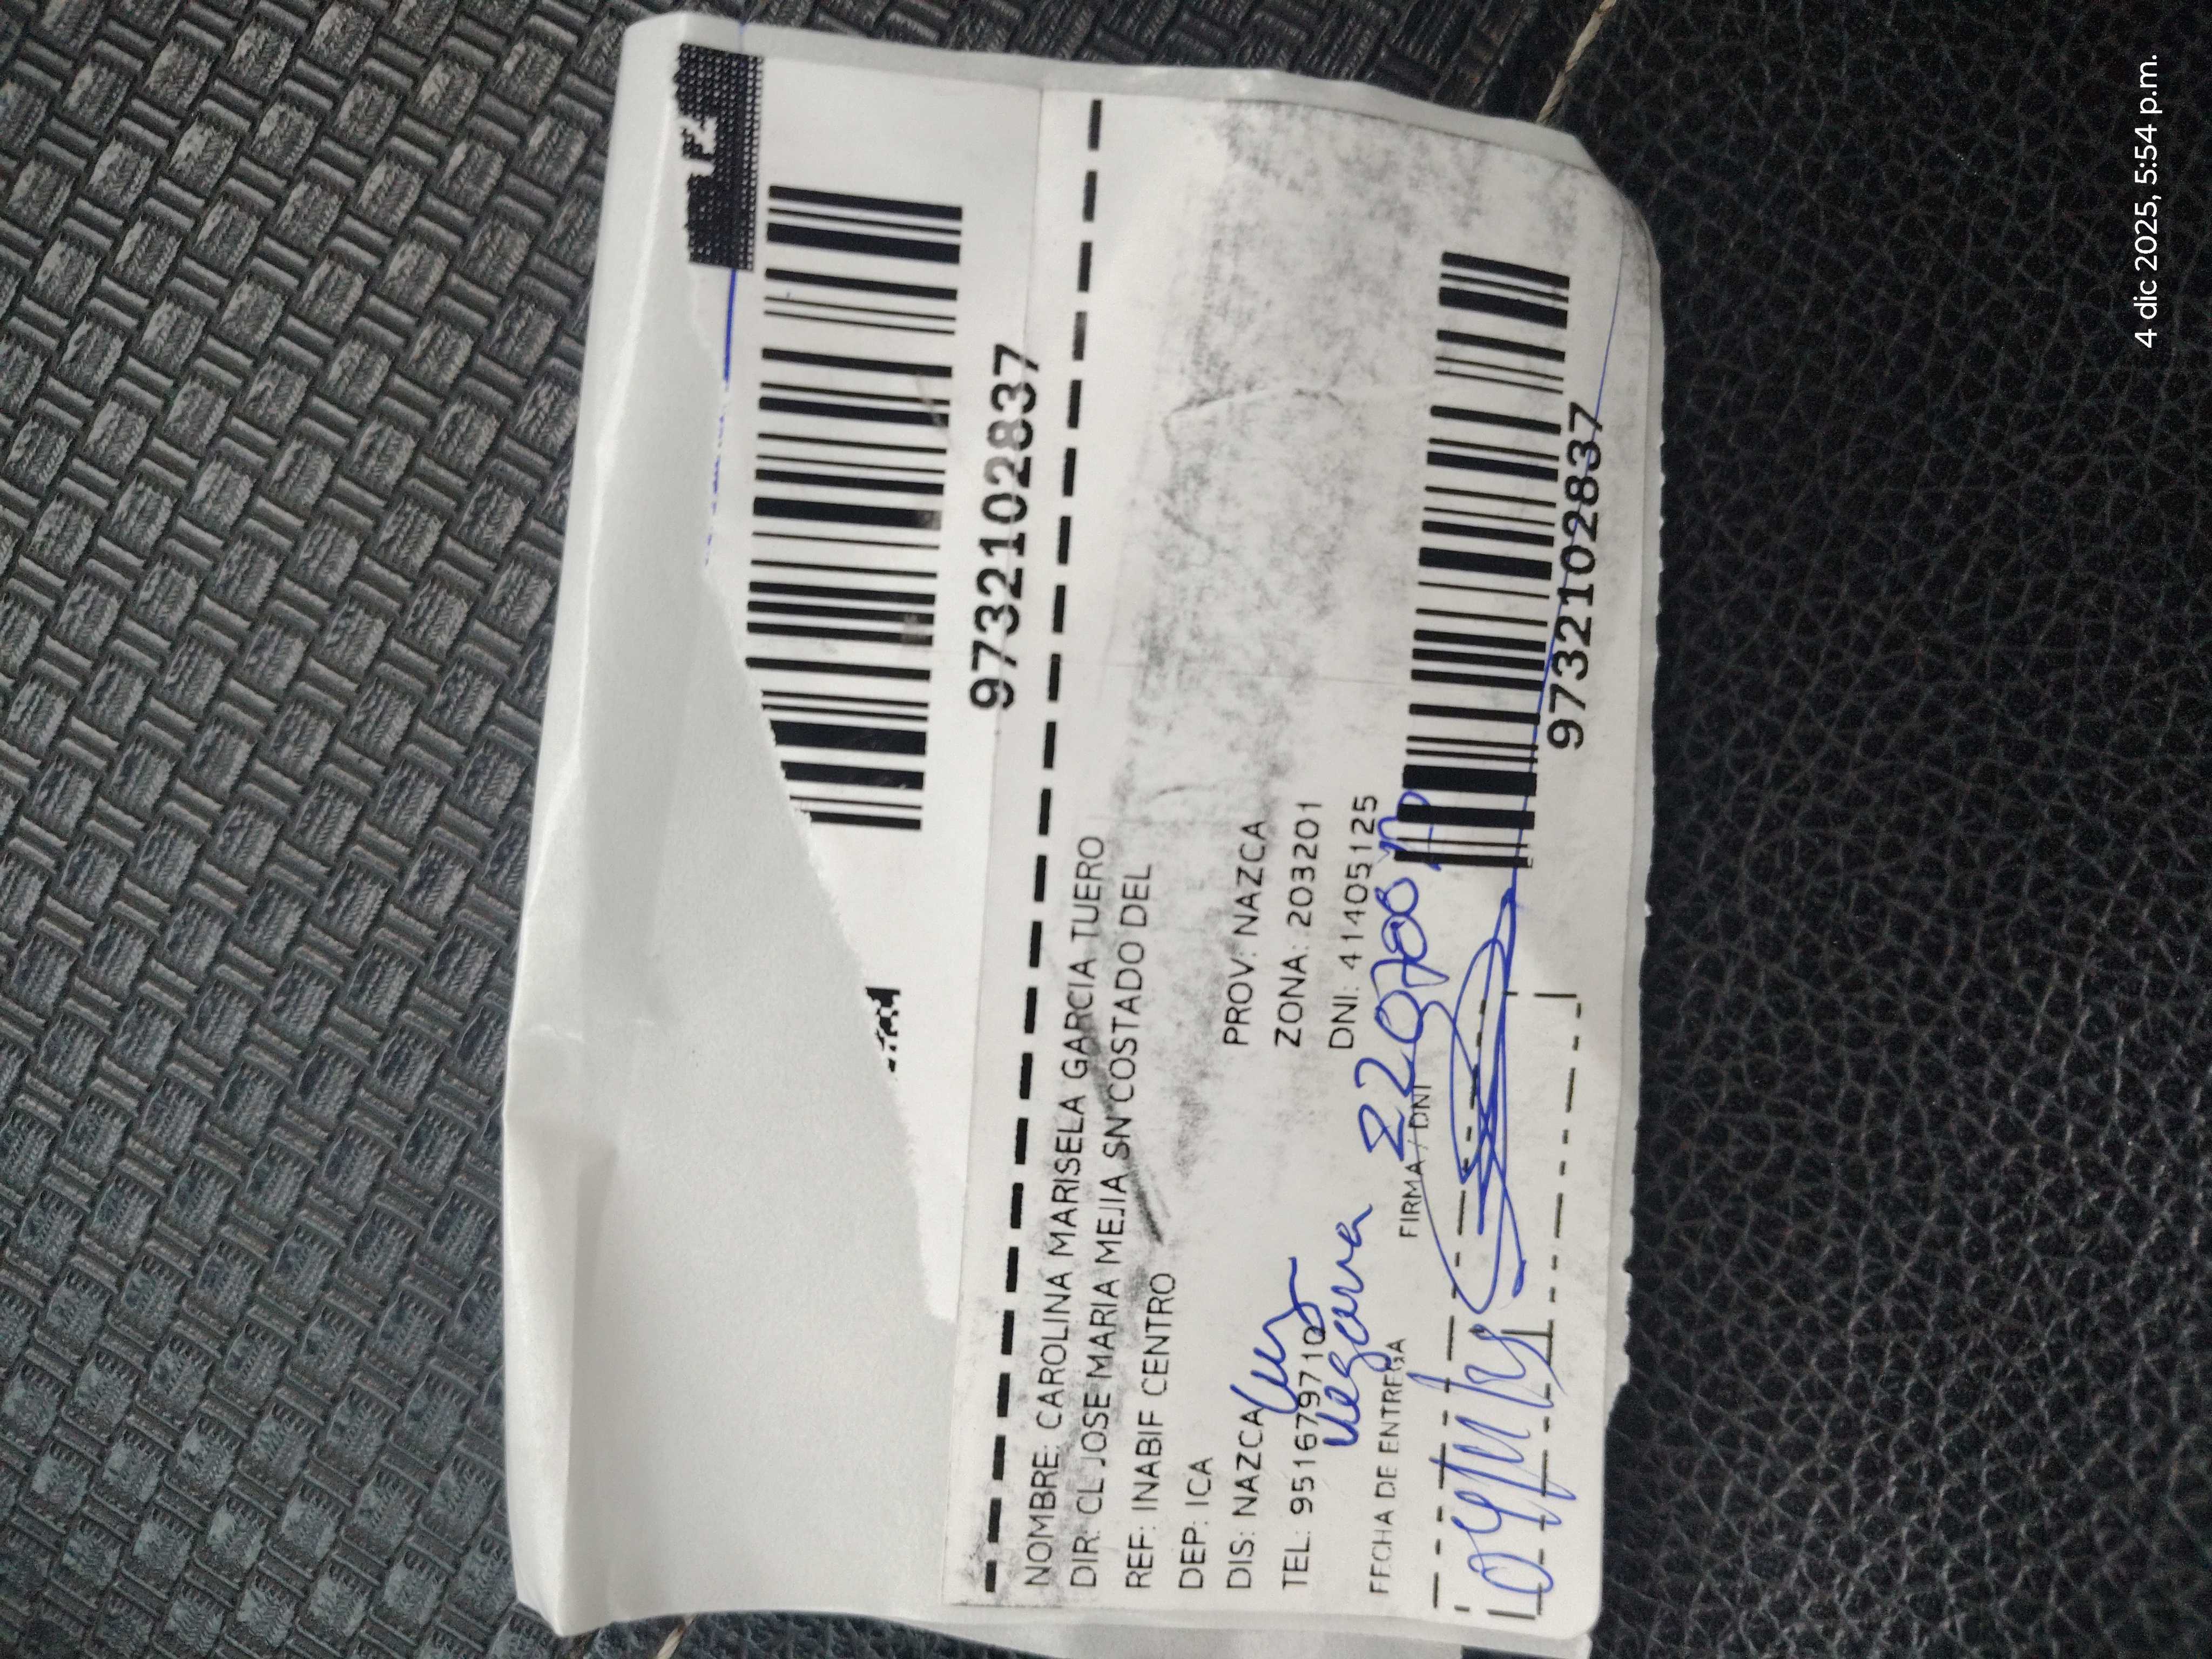 9732102837
NOMBRE: CAROLINA MARISELA GARCIA TUERO
DIR: CL JOSE MARIA MEJIA SN COSTADO DEL
REF: INABIF CENTRO
DEP: ICA PROV: NAZCA
DIS: NAZCA ZONA: 203201
TEL: 951679710 DNI: 41405125
FECHA DE ENTREGA FIRMA / DNI
9732102837
4 dic 2025, 5:54 p.m.